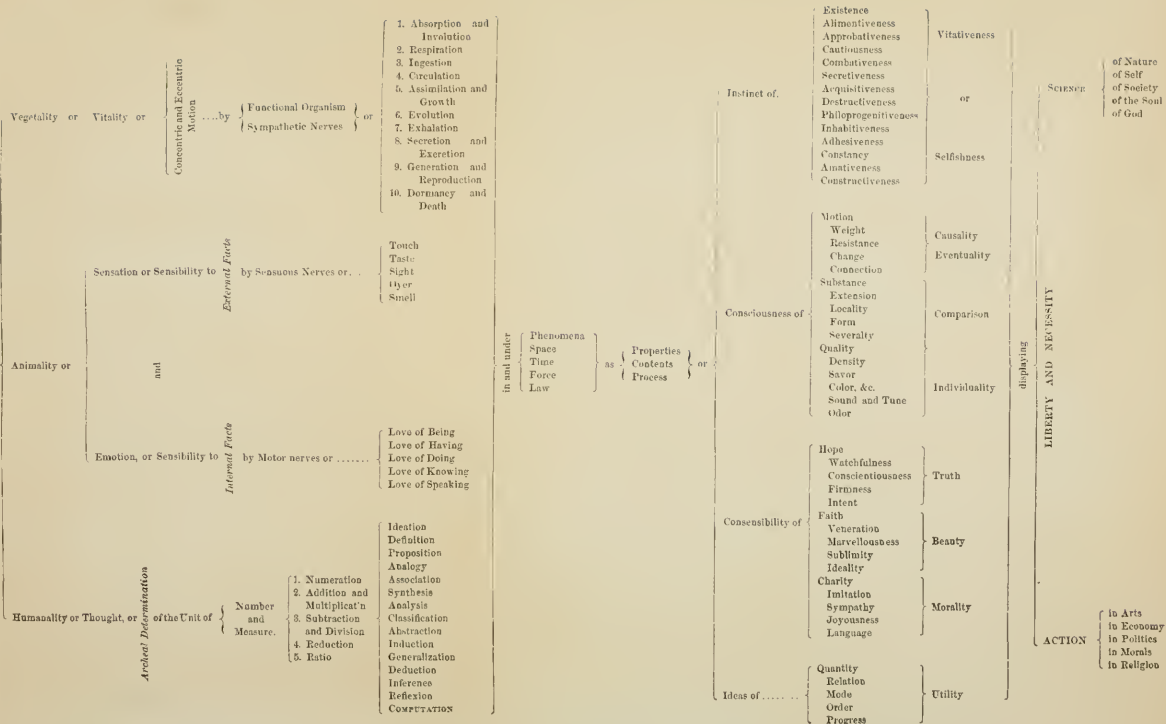 Vegetality or Vitality or
Concentric and Eccentric
Motion
....by
Functional Organism
Sympathetic Nerves
or
1. Absorption and
Involution
2. Respiration
3. Ingestion
4. Circulation
5. Assimilation and
Growth
6. Evolution
7. Exhalation
8. Secretion and
Excretion
9. Generation and
Reproduction
10. Dormancy and
Death
Animality or
Sensation or Sensibility to
External Facts
by Sensuous Nerves or. .
Touch
Taste
Sight
Oyer
Smell
and
Emotion, or Sensibility to
Internal Facts
by Motor nerves or .......
Love of Being
Love of Having
Love of Doing
Love of Knowing
Love of Speaking
Humanality or Thought, or
Archeal Determination
of the Unit of
Number
and
Measure.
1. Numeration
2. Addition and
Multiplicat'n
3. Subtraction
and Division
4. Reduction
5. Ratio
Ideation
Definition
Proposition
Analogy
Association
Synthesis
Analysis
Classification
Abstraction
Induction
Generalization
Deduction
Inference
Reflexion
COMPUTATION
in and under
Phenomena
Space
Time
Force
Law
as
Properties
Contents
Process
or
Instinct of.
Existence
Alimentiveness
Approbativeness
Cautiousness
Combativeness
Secretiveness
Acquisitiveness
Destructiveness
Philoprogenitiveness
Inhabitiveness
Adhesiveness
Constancy
Amativeness
Constructiveness
Vitativeness
or
Selfishness
Consciousness of
Motion
Weight
Resistance
Change
Connection
Causality
Eventuality
Substance
Extension
Locality
Form
Severalty
Comparison
Quality
Density
Savor
Color, &c.
Sound and Tune
Odor
Individuality
Consensibility of
Hope
Watchfulness
Conscientiousness
Firmness
Intent
Truth
Faith
Veneration
Marvellousness
Sublimity
Ideality
Beauty
Charity
Imitation
Sympathy
Joyousness
Language
Morality
Ideas of .......
Quantity
Relation
Mode
Order
Progress
Utility
displaying
LIBERTY AND NECESSITY
SCIENCE
of Nature
of Self
of Society
of the Soul
of God
ACTION
in Arts
in Economy
in Politics
in Morals
in Religion